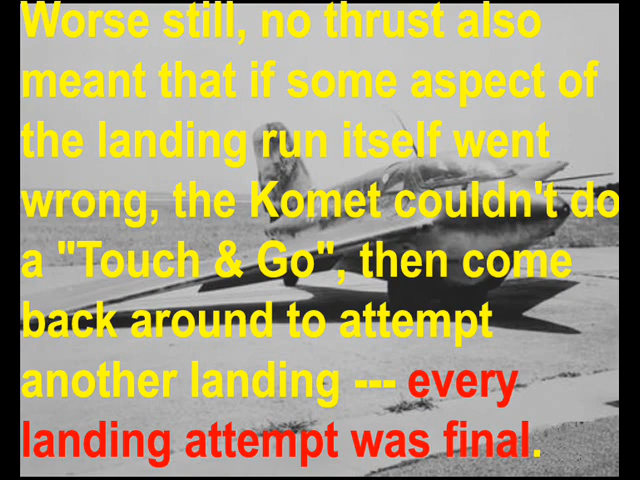 Worse still, no thrust also
meant that if some aspect of
the landing run itself went
wrong, the Komet couldn't do
a "Touch & Go", then come
back around to attempt
another landing --- every
landing attempt was final.